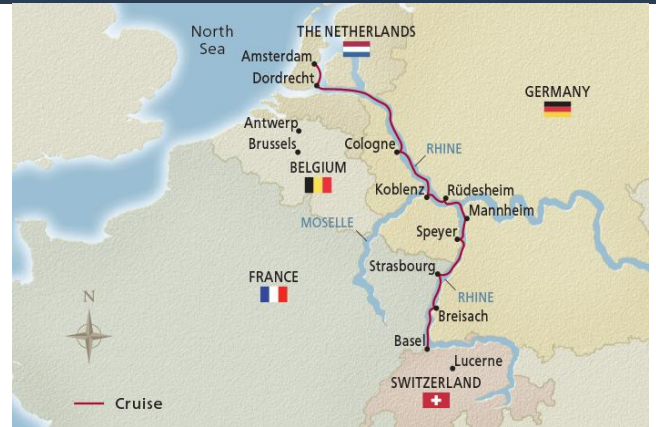 North
Sea
THE NETHERLANDS
Amsterdam
Dordrecht
GERMANY
Antwerp
Brussels
BELGIUM
Cologne
RHINE
Koblenz
Rüdesheim
Mannheim
MOSELLE
Speyer
Strasbourg
FRANCE
RHINE
N
Breisach
Basel
Lucerne
SWITZERLAND
Cruise